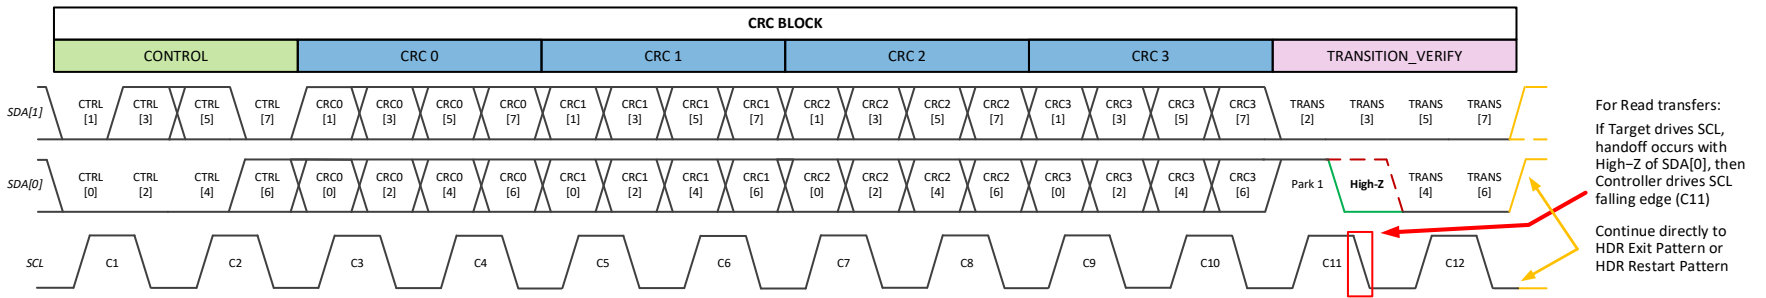 CRC BLOCK
CONTROL CRC 0 CRC 1 CRC 2 CRC 3 TRANSITION_VERIFY
SDA[1]
CTRL CTRL CTRL CTRL CRC0 CRC0 CRC0 CRC0 CRC1 CRC1 CRC1 CRC1 CRC2 CRC2 CRC2 CRC2 CRC3 CRC3 CRC3 CRC3 TRANS TRANS TRANS TRANS
[1] [3] [5] [7] [1] [3] [5] [7] [1] [3] [5] [7] [1] [3] [5] [7] [1] [3] [5] [7] [2] [3] [5] [7]
SDA[0]
CTRL CTRL CTRL CTRL CRC0 CRC0 CRC0 CRC0 CRC1 CRC1 CRC1 CRC1 CRC2 CRC2 CRC2 CRC2 CRC3 CRC3 CRC3 CRC3 Park 1 High-Z TRANS TRANS
[0] [2] [4] [6] [0] [2] [4] [6] [0] [2] [4] [6] [0] [2] [4] [6] [0] [2] [4] [6] [4] [6]
SCL C1 C2 C3 C4 C5 C6 C7 C8 C9 C10 C11 C12
For Read transfers:
If Target drives SCL,
handoff occurs with
High–Z of SDA[0], then
Controller drives SCL
falling edge (C11)
Continue directly to
HDR Exit Pattern or
HDR Restart Pattern